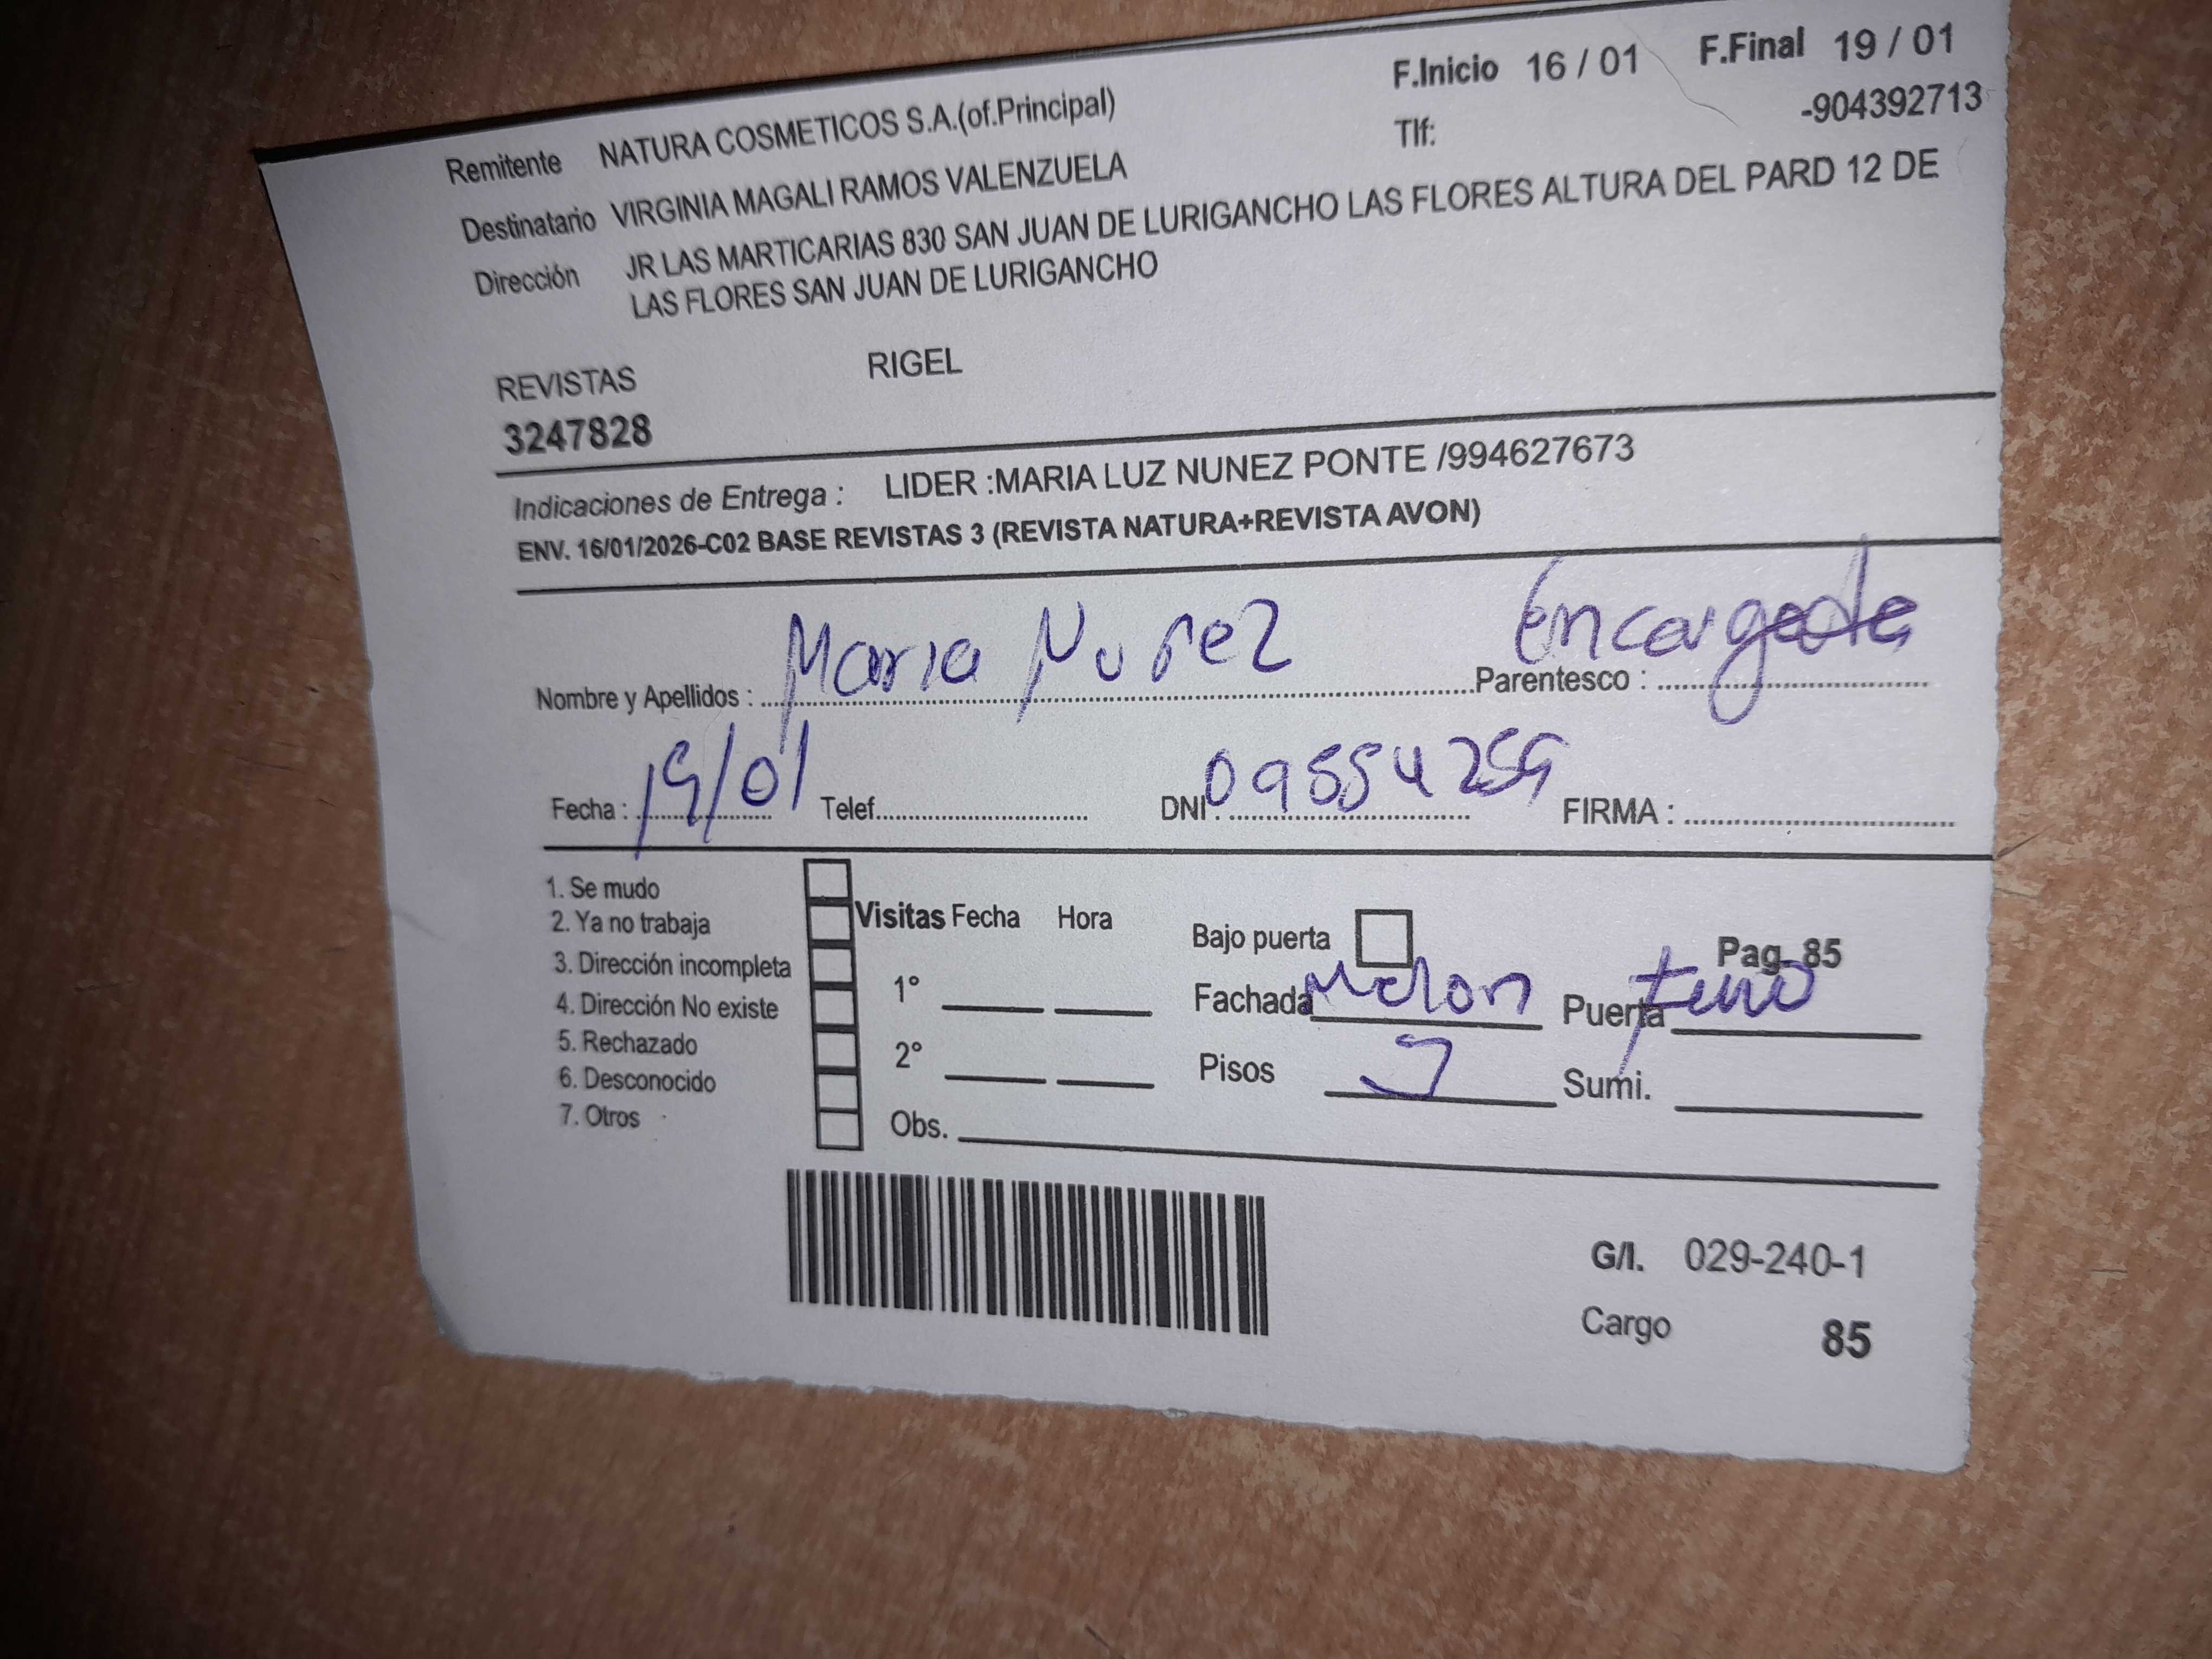 F.Inicio 16 / 01 F.Final 19 / 01
Remitente NATURA COSMETICOS S.A.(of.Principal) Tlf: -904392713
Destinatario VIRGINIA MAGALI RAMOS VALENZUELA
Dirección JR LAS MARTICARIAS 830 SAN JUAN DE LURIGANCHO LAS FLORES ALTURA DEL PARD 12 DE
LAS FLORES SAN JUAN DE LURIGANCHO
REVISTAS RIGEL
3247828
Indicaciones de Entrega : LIDER :MARIA LUZ NUNEZ PONTE /994627673
ENV. 16/01/2026-C02 BASE REVISTAS 3 (REVISTA NATURA+REVISTA AVON)
Nombre y Apellidos : Maria Nuñez Parentesco : Encargada
Fecha : 19/01 Telef. DNI: FIRMA :
1. Se mudo
2. Ya no trabaja
3. Dirección incompleta
4. Dirección No existe
5. Rechazado
6. Desconocido
7. Otros
Visitas Fecha Hora
1°
2°
Obs.
Bajo puerta Pag. 85
Fachada Melon Puerta
Pisos Sumi.
G/I. 029-240-1
Cargo 85